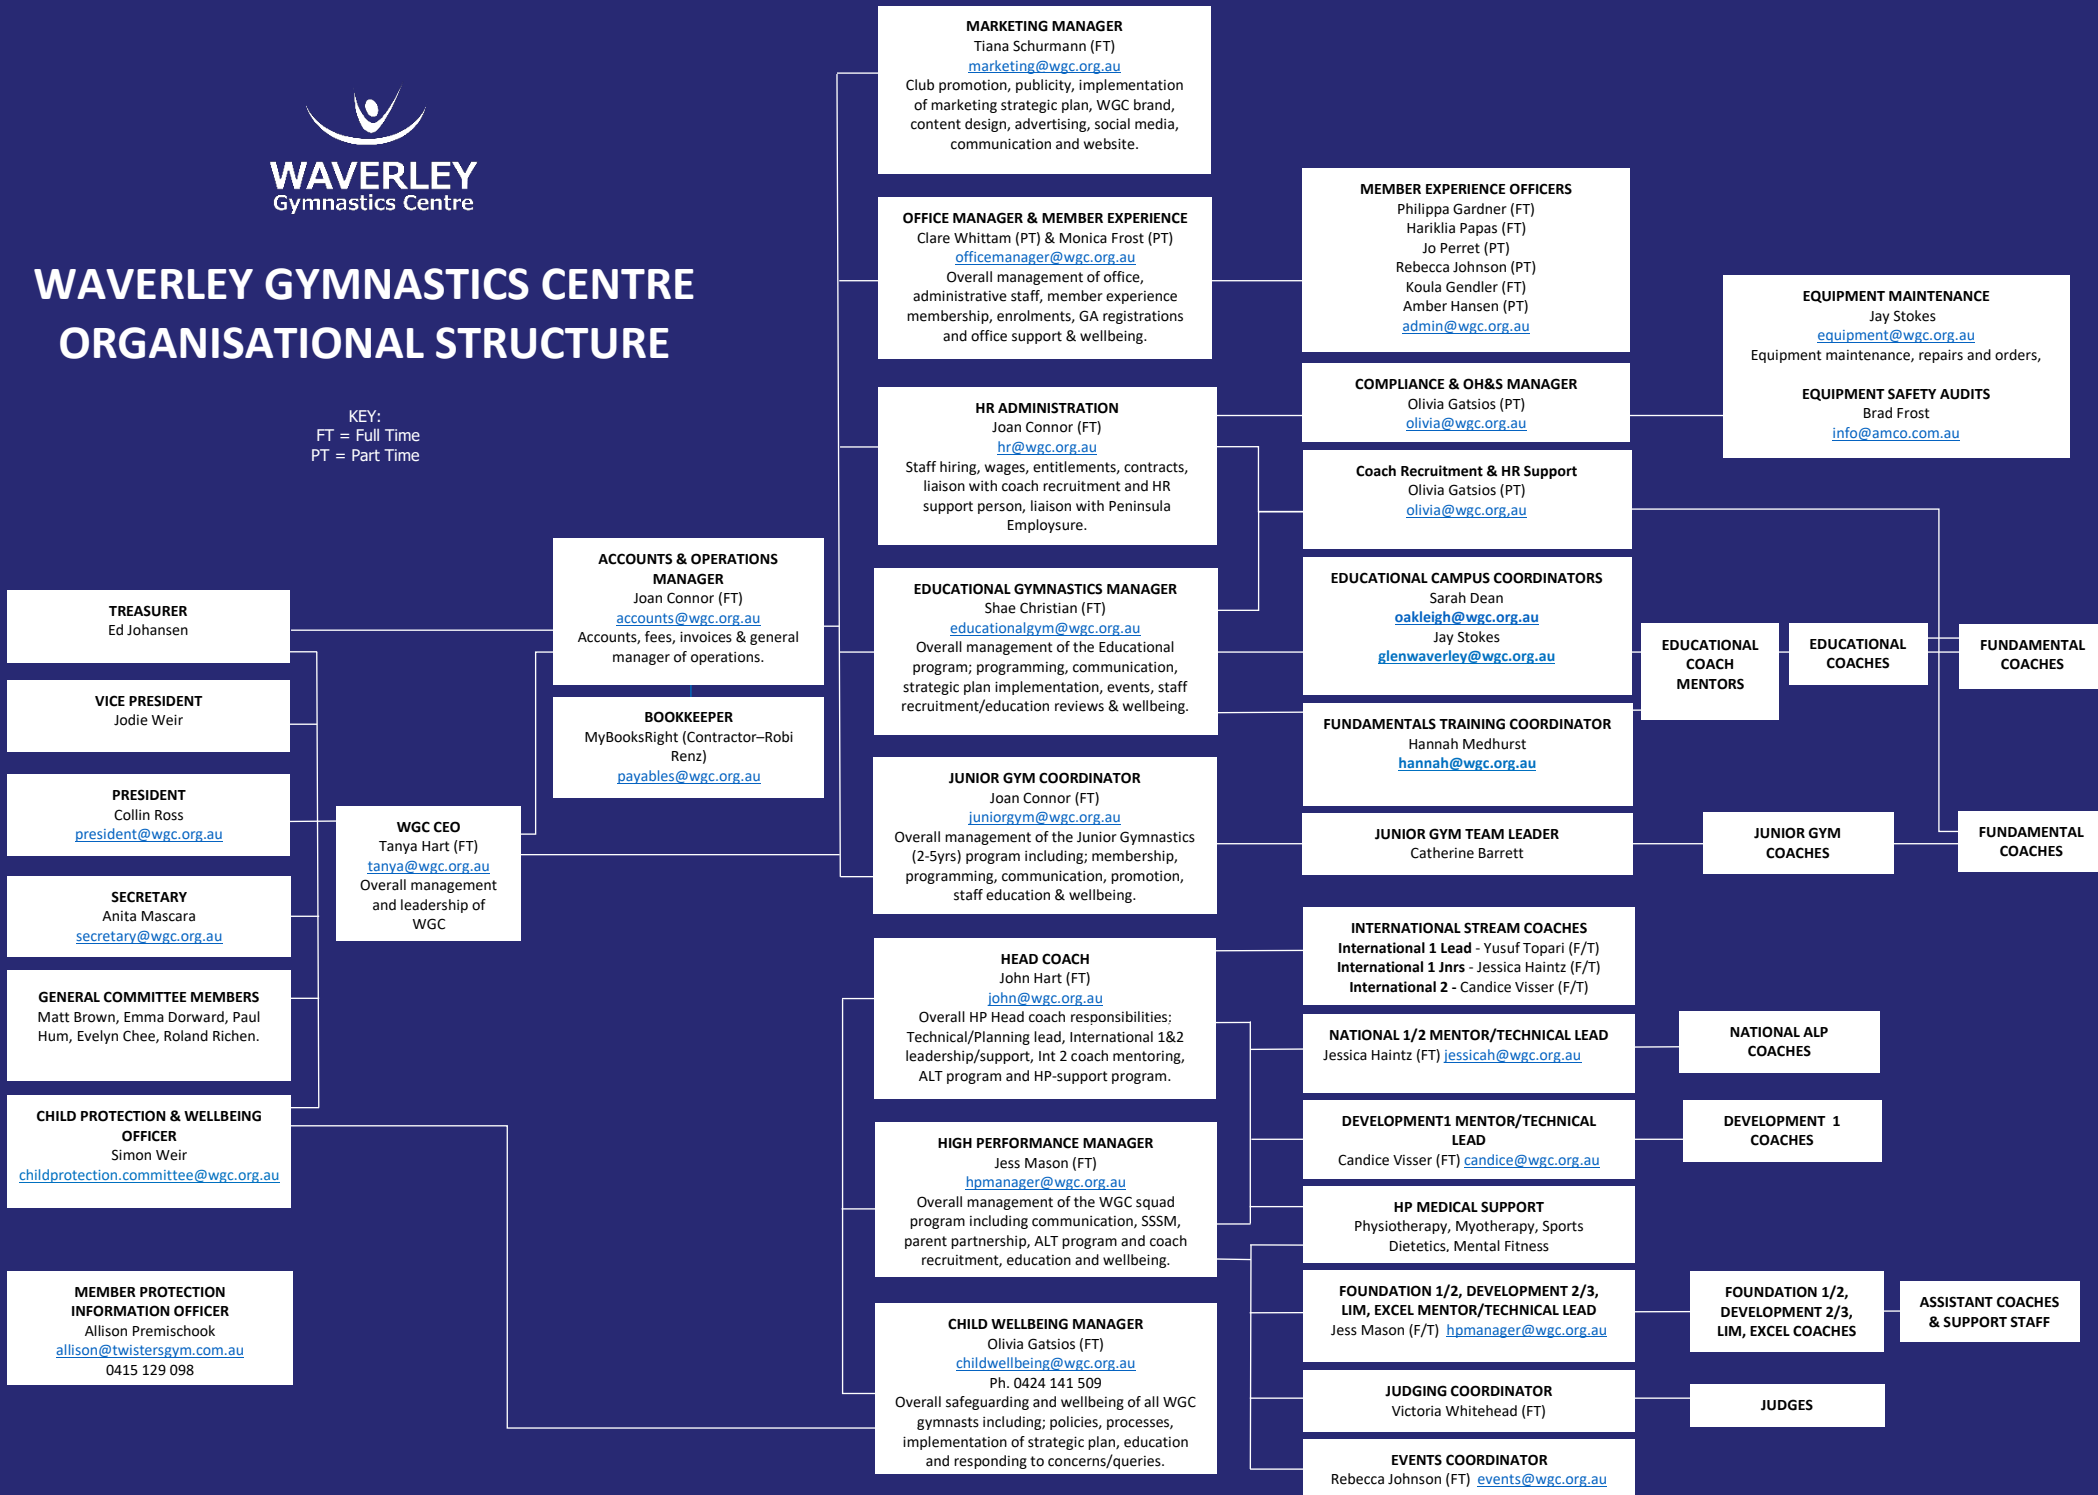 WAVERLEY
Gymnastics Centre
WAVERLEY GYMNASTICS CENTRE
ORGANISATIONAL STRUCTURE
KEY:
FT = Full Time
PT = Part Time
TREASURER
Ed Johansen
VICE PRESIDENT
Jodie Weir
PRESIDENT
Collin Ross
president@wgc.org.au
SECRETARY
Anita Mascara
secretary@wgc.org.au
GENERAL COMMITTEE MEMBERS
Matt Brown, Emma Dorward, Paul
Hum, Evelyn Chee, Roland Richen.
CHILD PROTECTION & WELLBEING
OFFICER
Simon Weir
childprotection.committee@wgc.org.au
MEMBER PROTECTION
INFORMATION OFFICER
Allison Premischook
allison@twistersgym.com.au
0415 129 098
WGC CEO
Tanya Hart (FT)
tanya@wgc.org.au
Overall management
and leadership of
WGC
ACCOUNTS & OPERATIONS
MANAGER
Joan Connor (FT)
accounts@wgc.org.au
Accounts, fees, invoices & general
manager of operations.
BOOKKEEPER
MyBooksRight (Contractor–Robi
Renz)
payables@wgc.org.au
MARKETING MANAGER
Tiana Schurmann (FT)
marketing@wgc.org.au
Club promotion, publicity, implementation
of marketing strategic plan, WGC brand,
content design, advertising, social media,
communication and website.
OFFICE MANAGER & MEMBER EXPERIENCE
Clare Whittam (PT) & Monica Frost (PT)
officemanager@wgc.org.au
Overall management of office,
administrative staff, member experience
membership, enrolments, GA registrations
and office support & wellbeing.
HR ADMINISTRATION
Joan Connor (FT)
hr@wgc.org.au
Staff hiring, wages, entitlements, contracts,
liaison with coach recruitment and HR
support person, liaison with Peninsula
Employsure.
EDUCATIONAL GYMNASTICS MANAGER
Shae Christian (FT)
educationalgym@wgc.org.au
Overall management of the Educational
program; programming, communication,
strategic plan implementation, events, staff
recruitment/education reviews & wellbeing.
JUNIOR GYM COORDINATOR
Joan Connor (FT)
juniorgym@wgc.org.au
Overall management of the Junior Gymnastics
(2-5yrs) program including; membership,
programming, communication, promotion,
staff education & wellbeing.
HEAD COACH
John Hart (FT)
john@wgc.org.au
Overall HP Head coach responsibilities;
Technical/Planning lead, International 1&2
leadership/support, Int 2 coach mentoring,
ALT program and HP-support program.
HIGH PERFORMANCE MANAGER
Jess Mason (FT)
hpmanager@wgc.org.au
Overall management of the WGC squad
program including communication, SSSM,
parent partnership, ALT program and coach
recruitment, education and wellbeing.
CHILD WELLBEING MANAGER
Olivia Gatsios (FT)
childwellbeing@wgc.org.au
Ph. 0424 141 509
Overall safeguarding and wellbeing of all WGC
gymnasts including; policies, processes,
implementation of strategic plan, education
and responding to concerns/queries.
MEMBER EXPERIENCE OFFICERS
Philippa Gardner (FT)
Hariklia Papas (FT)
Jo Perret (PT)
Rebecca Johnson (PT)
Koula Gendler (FT)
Amber Hansen (PT)
admin@wgc.org.au
COMPLIANCE & OH&S MANAGER
Olivia Gatsios (PT)
olivia@wgc.org.au
Coach Recruitment & HR Support
Olivia Gatsios (PT)
olivia@wgc.org,au
EDUCATIONAL CAMPUS COORDINATORS
Sarah Dean
oakleigh@wgc.org.au
Jay Stokes
glenwaverley@wgc.org.au
FUNDAMENTALS TRAINING COORDINATOR
Hannah Medhurst
hannah@wgc.org.au
JUNIOR GYM TEAM LEADER
Catherine Barrett
INTERNATIONAL STREAM COACHES
International 1 Lead - Yusuf Topari (F/T)
International 1 Jnrs - Jessica Haintz (F/T)
International 2 - Candice Visser (F/T)
NATIONAL 1/2 MENTOR/TECHNICAL LEAD
Jessica Haintz (FT) jessicah@wgc.org.au
DEVELOPMENT1 MENTOR/TECHNICAL
LEAD
Candice Visser (FT) candice@wgc.org.au
HP MEDICAL SUPPORT
Physiotherapy, Myotherapy, Sports
Dietetics, Mental Fitness
FOUNDATION 1/2, DEVELOPMENT 2/3,
LIM, EXCEL MENTOR/TECHNICAL LEAD
Jess Mason (F/T) hpmanager@wgc.org.au
JUDGING COORDINATOR
Victoria Whitehead (FT)
EVENTS COORDINATOR
Rebecca Johnson (FT) events@wgc.org.au
EQUIPMENT MAINTENANCE
Jay Stokes
equipment@wgc.org.au
Equipment maintenance, repairs and orders,
EQUIPMENT SAFETY AUDITS
Brad Frost
info@amco.com.au
EDUCATIONAL
COACH
MENTORS
EDUCATIONAL
COACHES
FUNDAMENTAL
COACHES
JUNIOR GYM
COACHES
FUNDAMENTAL
COACHES
NATIONAL ALP
COACHES
DEVELOPMENT 1
COACHES
FOUNDATION 1/2,
DEVELOPMENT 2/3,
LIM, EXCEL COACHES
ASSISTANT COACHES
& SUPPORT STAFF
JUDGES